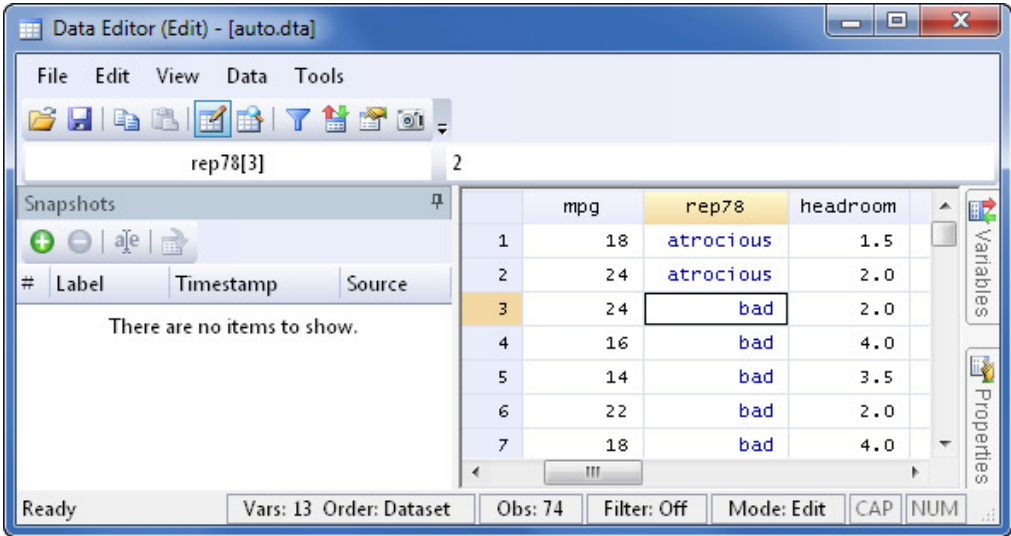 Data Editor (Edit) - [auto.dta]
File Edit View Data Tools
rep78[3] 2
Snapshots
# Label Timestamp Source
There are no items to show.
mpg rep78 headroom
1 18 atrocious 1.5
2 24 atrocious 2.0
3 24 bad 2.0
4 16 bad 4.0
5 14 bad 3.5
6 22 bad 2.0
7 18 bad 4.0
Variables
Properties
Ready Vars: 13 Order: Dataset Obs: 74 Filter: Off Mode: Edit CAP NUM